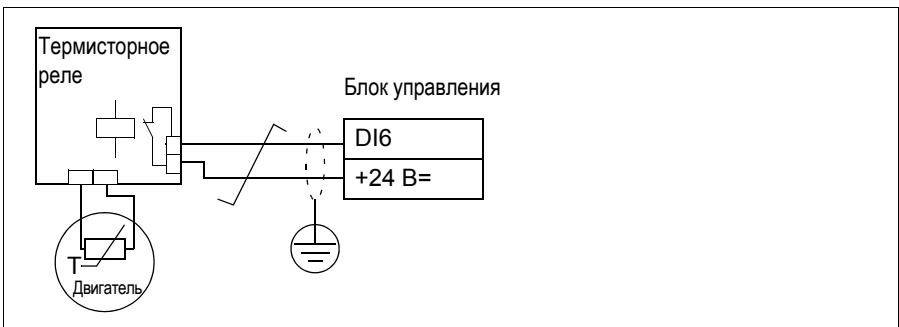 Термисторное
реле
Блок управления
DI6
+24 В=
T
Двигатель